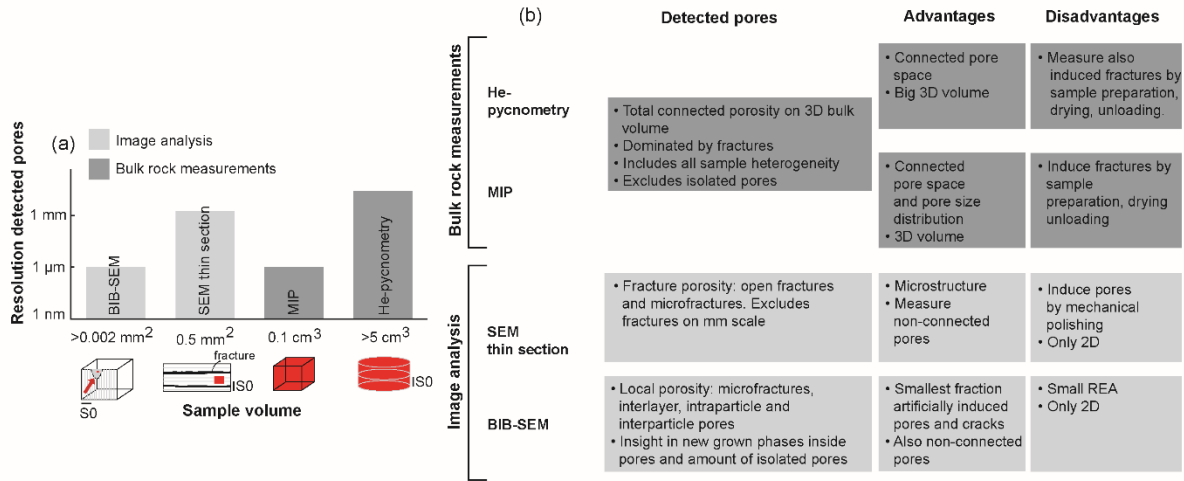 (a)
Image analysis
Bulk rock measurements
Resolution detected pores
1 mm
1 µm
1 nm
BIB-SEM
SEM thin section
MIP
He-pycnometry
>0.002 mm2
0.5 mm2
0.1 cm3
>5 cm3
fracture
S0
IS0
IS0
Sample volume
(b)
Detected pores
Advantages
Disadvantages
Bulk rock measurements
He-
pycnometry
MIP
• Total connected porosity on 3D bulk
volume
• Dominated by fractures
• Includes all sample heterogeneity
• Excludes isolated pores
• Connected pore
space
• Big 3D volume
• Measure also
induced fractures by
sample preparation,
drying, unloading.
• Connected
pore space
and pore size
distribution
• 3D volume
• Induce fractures by
sample
preparation, drying
unloading
Image analysis
SEM
thin section
• Fracture porosity: open fractures
and microfractures. Excludes
fractures on mm scale
• Microstructure
• Measure
non-connected
pores
• Induce pores
by mechanical
polishing
• Only 2D
BIB-SEM
• Local porosity: microfractures,
interlayer, intraparticle and
interparticle pores
• Insight in new grown phases inside
pores and amount of isolated pores
• Smallest fraction
artificially induced
pores and cracks
• Also non-connected
pores
• Small REA
• Only 2D